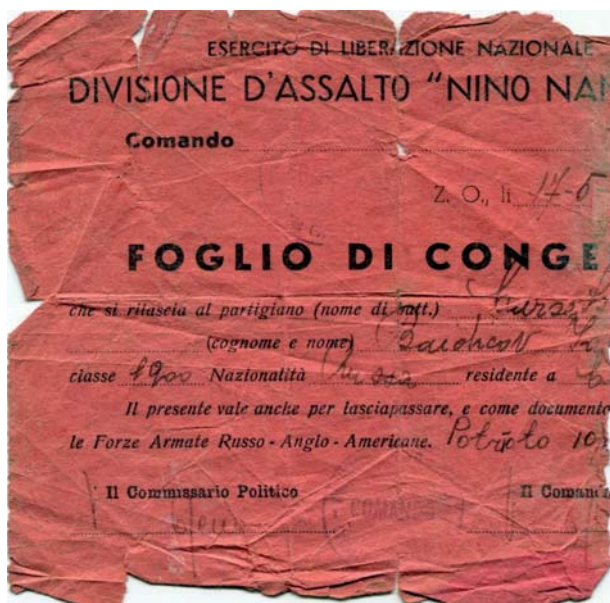 ESERCITO DI LIBERAZIONE NAZIONALE
DIVISIONE D'ASSALTO "NINO NAN
Comando
Z. O., li 17-5
FOGLIO DI CONGE
che si rilascia al partigiano (nome di batt.)
(cognome e nome)
classe 1900 Nazionalità Russa residente a
Il presente vale anche per lasciapassare, e come documento
le Forze Armate Russo - Anglo - Americane.
Il Commissario Politico Il Comand
COMANDO